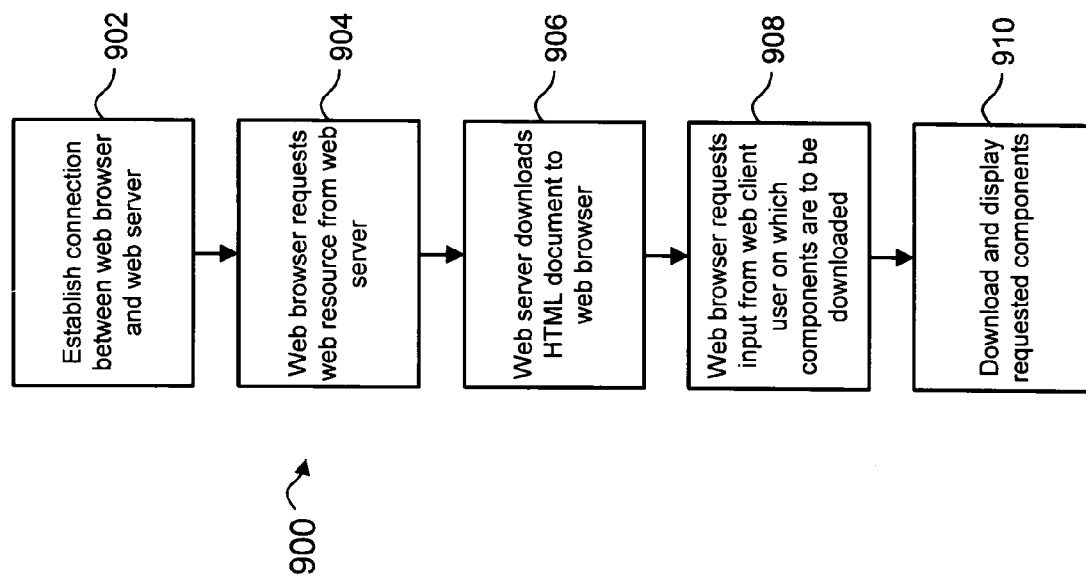 900
Establish connection
between web browser
and web server
902
Web browser requests
web resource from web
server
904
Web server downloads
HTML document to
web browser
906
Web browser requests
input from web client
user on which
components are to be
downloaded
908
Download and display
requested components
910